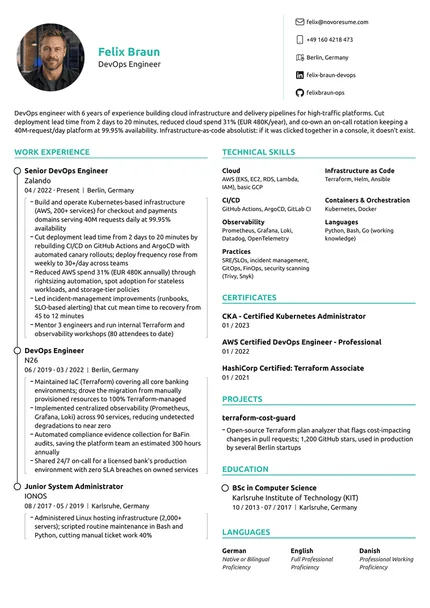 Felix Braun
DevOps Engineer
felix@novoresume.com
+49 160 4218 473
Berlin, Germany
felix-braun-devops
felixbraun-ops
DevOps engineer with 6 years of experience building cloud infrastructure and delivery pipelines for high-traffic platforms. Cut
deployment lead time from 2 days to 20 minutes, reduced cloud spend 31% (EUR 480K/year), and own an on-call rotation keeping a
40M-request/day platform at 99.95% availability. Infrastructure-as-code absolutist: if it was clicked together in a console, it doesn't exist.
WORK EXPERIENCE
Senior DevOps Engineer
Zalando
04 / 2022 - Present | Berlin, Germany
- Build and operate Kubernetes-based infrastructure
(AWS, 200+ services) for checkout and payments
domains serving 40M requests daily at 99.95%
availability
- Cut deployment lead time from 2 days to 20 minutes by
rebuilding CI/CD on GitHub Actions and ArgoCD with
automated canary rollouts; deploy frequency rose from
weekly to 30+/day across teams
- Reduced AWS spend 31% (EUR 480K annually) through
rightsizing automation, spot adoption for stateless
workloads, and storage-tier policies
- Led incident-management improvements (runbooks,
SLO-based alerting) that cut mean time to recovery from
45 to 12 minutes
- Mentor 3 engineers and run internal Terraform and
observability workshops (80 attendees to date)
DevOps Engineer
N26
06 / 2019 - 03 / 2022 | Berlin, Germany
- Maintained IaC (Terraform) covering all core banking
environments; drove the migration from manually
provisioned resources to 100% Terraform-managed
- Implemented centralized observability (Prometheus,
Grafana, Loki) across 90 services, reducing undetected
degradations to near zero
- Automated compliance evidence collection for BaFin
audits, saving the platform team an estimated 300 hours
annually
- Shared 24/7 on-call for a licensed bank's production
environment with zero SLA breaches on owned services
Junior System Administrator
IONOS
08 / 2017 - 05 / 2019 | Karlsruhe, Germany
- Administered Linux hosting infrastructure (2,000+
servers); scripted routine maintenance in Bash and
Python, cutting manual ticket work 40%
TECHNICAL SKILLS
Cloud
AWS (EKS, EC2, RDS, Lambda,
IAM), basic GCP
Infrastructure as Code
Terraform, Helm, Ansible
CI/CD
GitHub Actions, ArgoCD, GitLab CI
Containers & Orchestration
Kubernetes, Docker
Observability
Prometheus, Grafana, Loki,
Datadog, OpenTelemetry
Languages
Python, Bash, Go (working
knowledge)
Practices
SRE/SLOs, incident management,
GitOps, FinOps, security scanning
(Trivy, Snyk)
CERTIFICATES
CKA - Certified Kubernetes Administrator
01 / 2023
AWS Certified DevOps Engineer - Professional
01 / 2022
HashiCorp Certified: Terraform Associate
01 / 2021
PROJECTS
terraform-cost-guard
- Open-source Terraform plan analyzer that flags cost-impacting
changes in pull requests; 1,200 GitHub stars, used in production
by several Berlin startups
EDUCATION
BSc in Computer Science
Karlsruhe Institute of Technology (KIT)
10 / 2013 - 07 / 2017 | Karlsruhe, Germany
LANGUAGES
German
Native or Bilingual
Proficiency
English
Full Professional
Proficiency
Danish
Professional Working
Proficiency